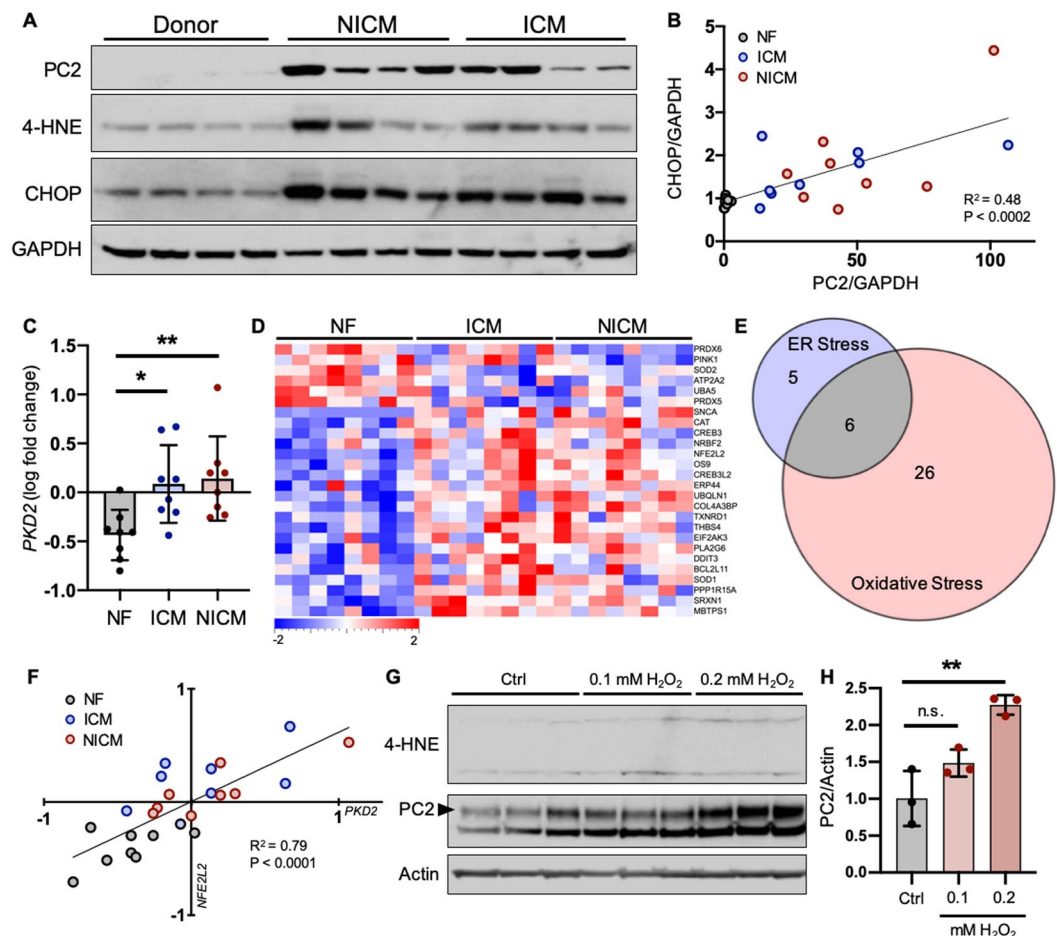 A
Donor
NICM
ICM
PC2
4-HNE
CHOP
GAPDH
B
NF
ICM
NICM
CHOP/GAPDH
5
4
3
2
1
0
R² = 0.48
P < 0.0002
0
50
100
PC2/GAPDH
C
**
*
PKD2 (log fold change)
1.5
1.0
0.5
0.0
-0.5
-1.0
NF
ICM
NICM
D
NF
ICM
NICM
PRDX6
PINK1
SOD2
ATP2A2
UBA5
PRDX5
SNCA
CAT
CREB3
NRBF2
NFE2L2
OS9
CREB3L2
ERP44
UBQLN1
COL4A3BP
TXNRD1
THBS4
EIF2AK3
PLA2G6
DDIT3
BCL2L11
SOD1
PPP1R15A
SRXN1
MBTPS1
-2
2
E
ER Stress
5
6
26
Oxidative Stress
F
NF
ICM
NICM
1
-1
1
PKD2
R² = 0.79
P < 0.0001
NFE2L2
-1
G
Ctrl
0.1 mM H₂O₂
0.2 mM H₂O₂
4-HNE
PC2
Actin
H
**
n.s.
PC2/Actin
2.5
2.0
1.5
1.0
0.5
0.0
Ctrl
0.1
0.2
mM H₂O₂